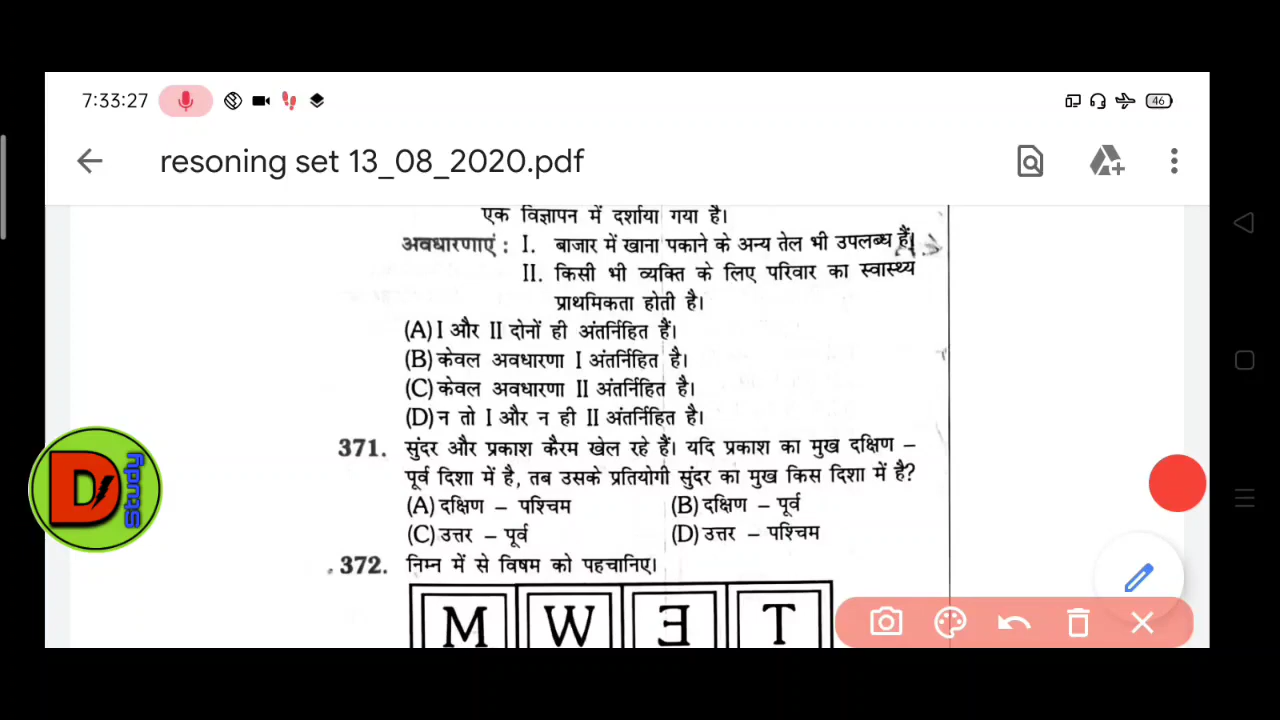 7:33:27
46
resoning set 13_08_2020.pdf
एक विज्ञापन में दर्शाया गया है।
अवधारणाएं : I. बाजार में खाना पकाने के अन्य तेल भी उपलब्ध हैं।
II. किसी भी व्यक्ति के लिए परिवार का स्वास्थ्य
प्राथमिकता होती है।
(A) I और II दोनों ही अंतर्निहित हैं।
(B) केवल अवधारणा I अंतर्निहित है।
(C) केवल अवधारणा II अंतर्निहित है।
(D) न तो I और न ही II अंतर्निहित है।
371. सुंदर और प्रकाश कैरम खेल रहे हैं। यदि प्रकाश का मुख दक्षिण –
पूर्व दिशा में है, तब उसके प्रतियोगी सुंदर का मुख किस दिशा में है?
(A) दक्षिण – पश्चिम (B) दक्षिण – पूर्व
(C) उत्तर – पूर्व (D) उत्तर – पश्चिम
372. निम्न में से विषम को पहचानिए।
M W Ǝ T
D Study